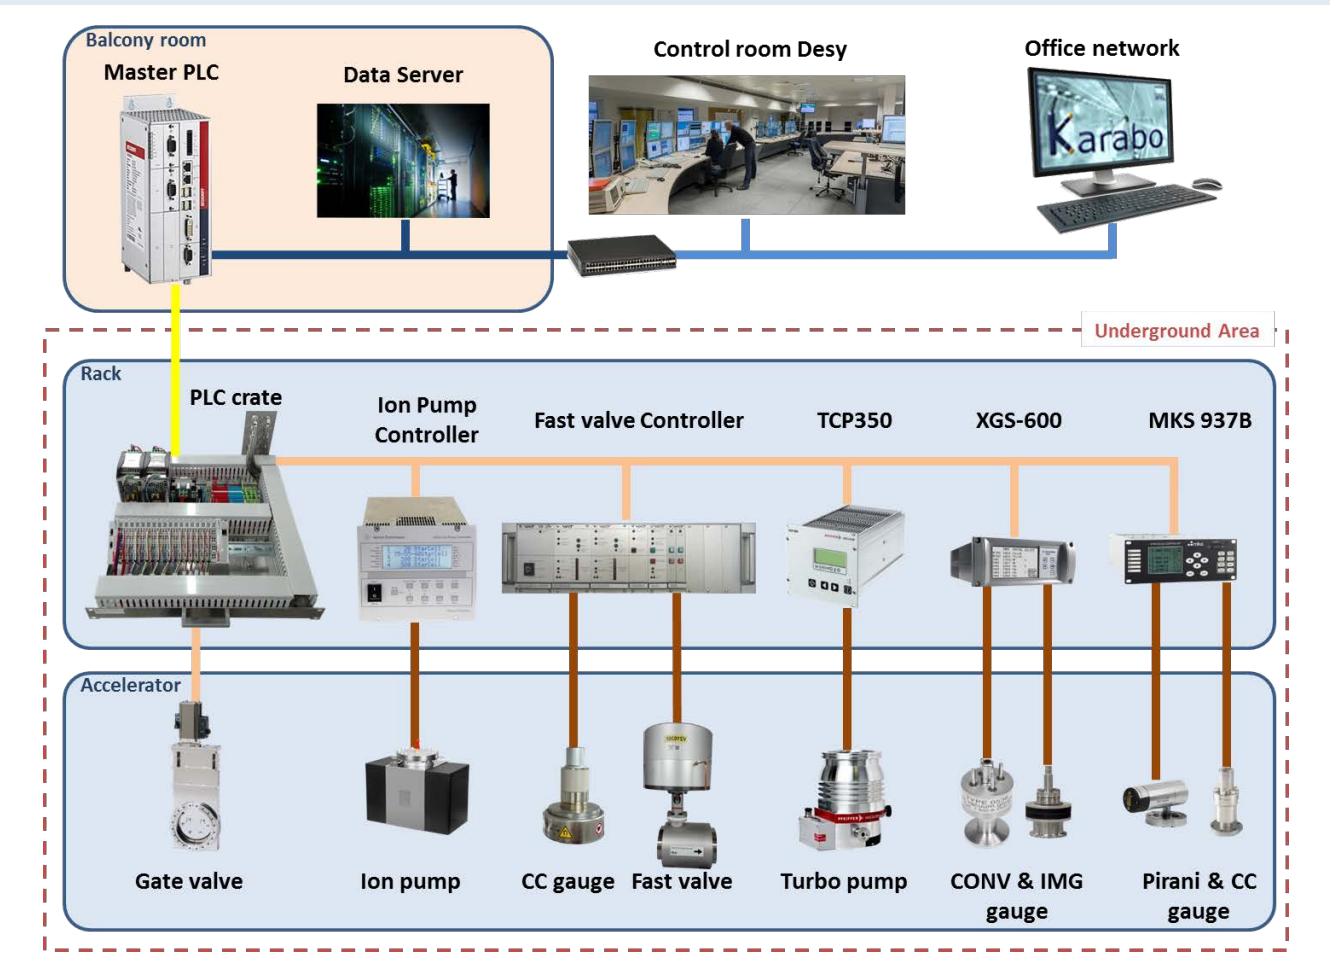 Balcony room
Master PLC
Data Server
Control room Desy
Office network
Karabo
Underground Area
Rack
PLC crate
Ion Pump
Controller
Fast valve Controller
TCP350
XGS-600
MKS 937B
Accelerator
Gate valve
Ion pump
CC gauge
Fast valve
Turbo pump
CONV & IMG
gauge
Pirani & CC
gauge